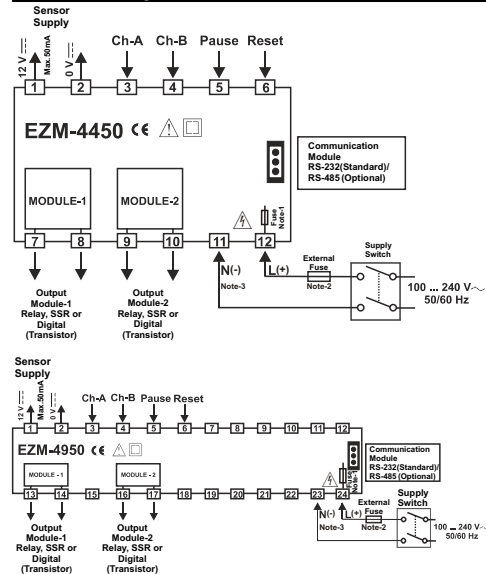 Sensor
Supply
12 V
Max.50mA
0 V
Ch-A Ch-B Pause Reset
1 2 3 4 5 6
EZM-4450 CE
Communication
Module
RS-232(Standard)/
RS-485(Optional)
MODULE-1 MODULE-2
Fuse
Note-1
7 8 9 10 11 12
N(-) L(+)
Note-3
External
Fuse
Note-2
Supply
Switch
100 ... 240 V
50/60 Hz
Output
Module-1
Relay, SSR or
Digital
(Transistor)
Output
Module-2
Relay, SSR or
Digital
(Transistor)
Sensor
Supply
12 V
Max.50mA
0 V
Ch-A Ch-B Pause Reset
1 2 3 4 5 6 7 8 9 10 11 12
EZM-4950 CE
Communication
Module
RS-232(Standard)/
RS-485(Optional)
MODULE - 1 MODULE - 2
Fuse
Note-1
13 14 15 16 17 18 19 20 21 22 23 24
N(-) L(+)
Note-3
External
Fuse
Note-2
Supply
Switch
100 ... 240 V
50/60 Hz
Output
Module-1
Relay, SSR or
Digital
(Transistor)
Output
Module-2
Relay, SSR or
Digital
(Transistor)